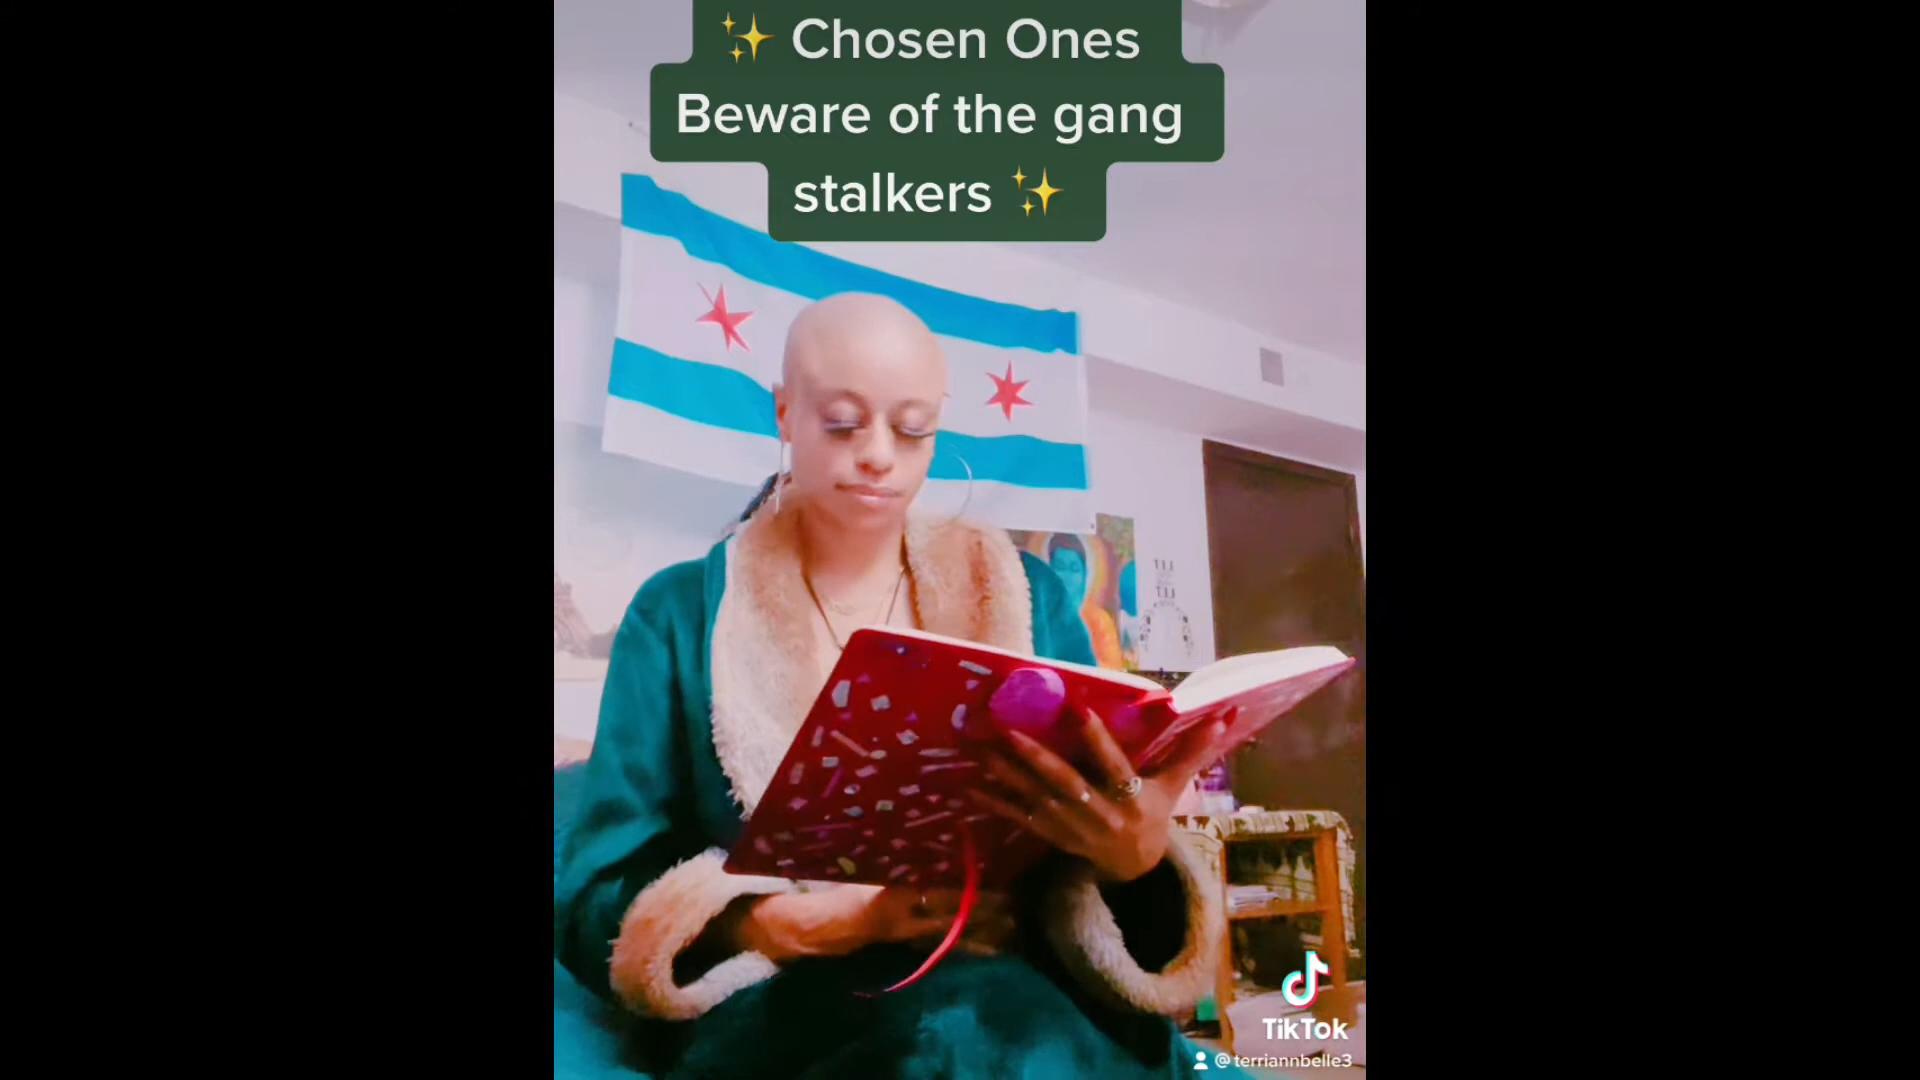 ✨ Chosen Ones
Beware of the gang
stalkers ✨
TikTok
@terriannbelle3